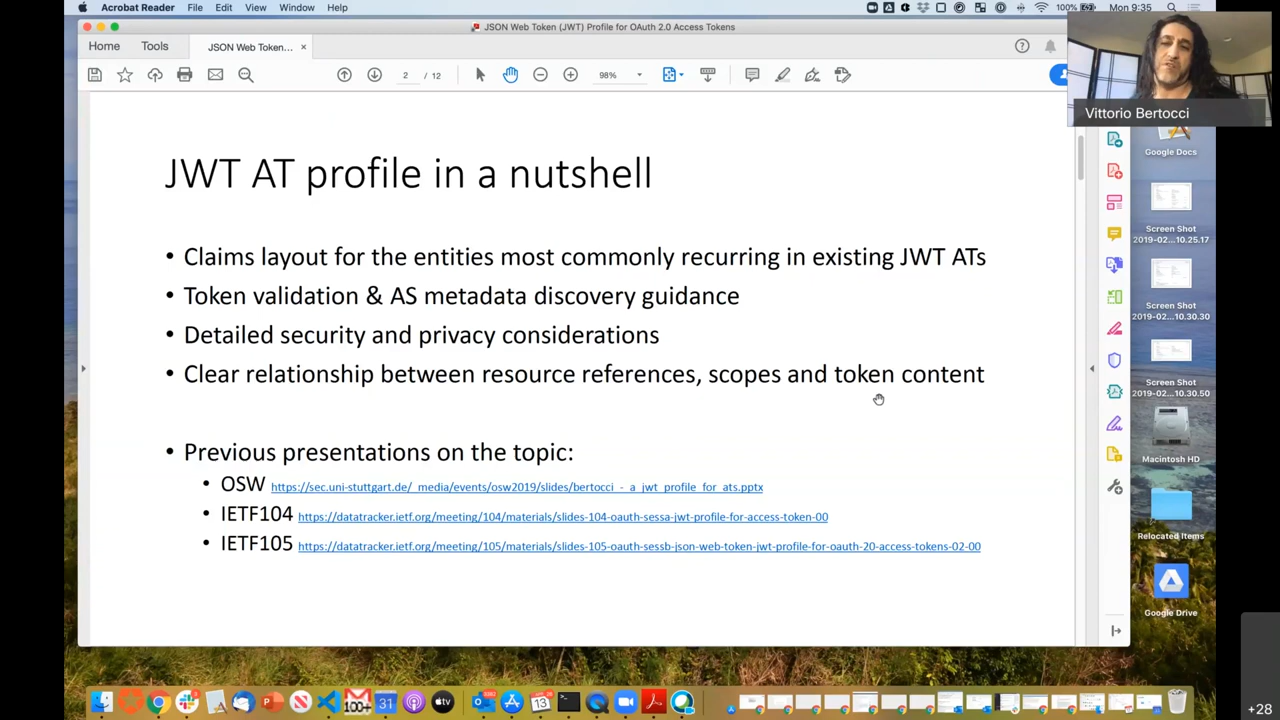 Acrobat Reader File Edit View Window Help
100% Mon 9:35
JSON Web Token (JWT) Profile for OAuth 2.0 Access Tokens
Home Tools JSON Web Token... ×
2 / 12 98%
Vittorio Bertocci
JWT AT profile in a nutshell
• Claims layout for the entities most commonly recurring in existing JWT ATs
• Token validation & AS metadata discovery guidance
• Detailed security and privacy considerations
• Clear relationship between resource references, scopes and token content
• Previous presentations on the topic:
• OSW https://sec.uni-stuttgart.de/_media/events/osw2019/slides/bertocci_-_a_jwt_profile_for_ats.pptx
• IETF104 https://datatracker.ietf.org/meeting/104/materials/slides-104-oauth-sessa-jwt-profile-for-access-token-00
• IETF105 https://datatracker.ietf.org/meeting/105/materials/slides-105-oauth-sessb-json-web-token-jwt-profile-for-oauth-20-access-tokens-02-00
Google Docs
Screen Shot
2019-02...10.25.17
Screen Shot
2019-02...10.30.30
Screen Shot
2019-02...10.30.50
Macintosh HD
Relocated Items
Google Drive
100+
31
13
+28